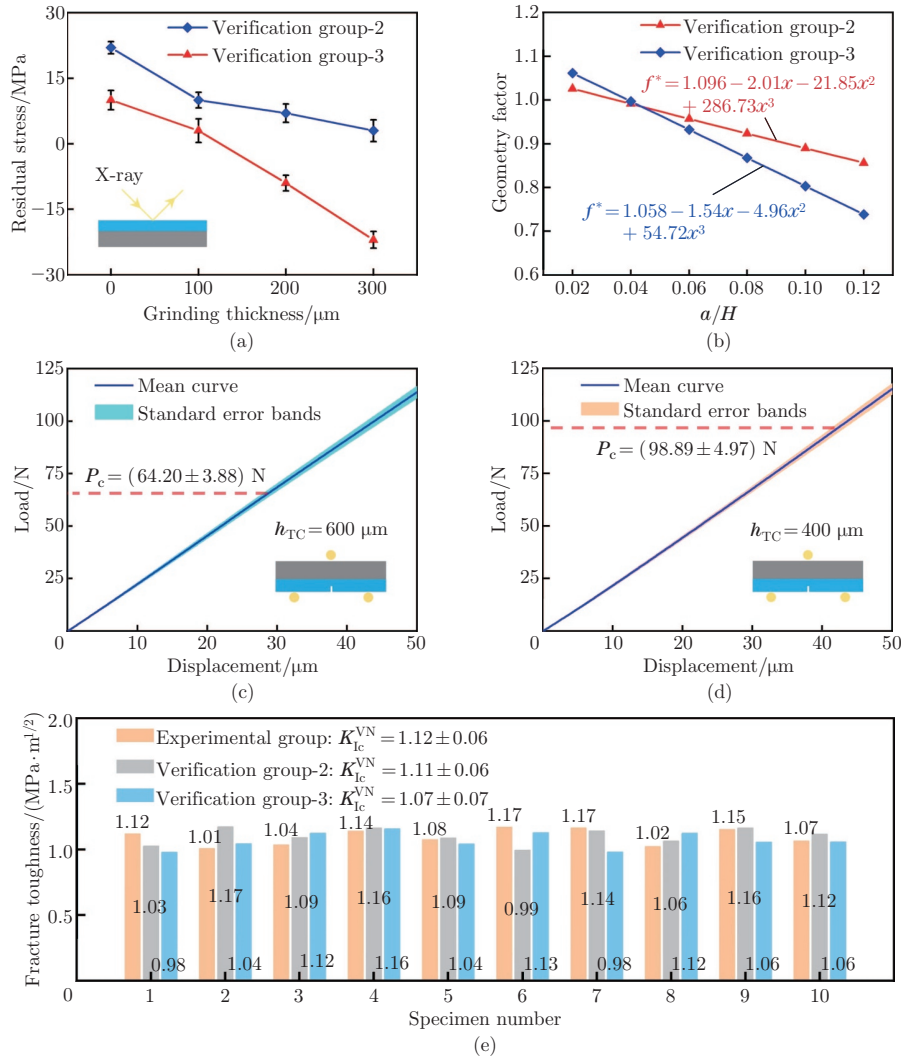 Verification group-2
Verification group-3
Residual stress/MPa
30
15
0
−15
−30
X-ray
0
100
200
300
Grinding thickness/μm
(a)
Verification group-2
Verification group-3
f* = 1.096 − 2.01x − 21.85x²
+ 286.73x³
f* = 1.058 − 1.54x − 4.96x²
+ 54.72x³
Geometry factor
1.2
1.1
1.0
0.9
0.8
0.7
0.6
0.02
0.04
0.06
0.08
0.10
0.12
a/H
(b)
Mean curve
Standard error bands
P_c = (64.20 ± 3.88) N
h_TC = 600 μm
Load/N
125
100
75
50
25
0
10
20
30
40
50
Displacement/μm
(c)
Mean curve
Standard error bands
P_c = (98.89 ± 4.97) N
h_TC = 400 μm
Load/N
125
100
75
50
25
0
10
20
30
40
50
Displacement/μm
(d)
Fracture toughness/(MPa·m^1/2)
2.0
1.5
1.0
0.5
0
Experimental group: K_Ic^VN = 1.12 ± 0.06
Verification group-2: K_Ic^VN = 1.11 ± 0.06
Verification group-3: K_Ic^VN = 1.07 ± 0.07
1.12
1.01
1.04
1.14
1.08
1.17
1.17
1.02
1.15
1.07
1.03
1.17
1.09
1.16
1.09
0.99
1.14
1.06
1.16
1.12
0.98
1.04
1.12
1.16
1.04
1.13
0.98
1.12
1.06
1.06
1
2
3
4
5
6
7
8
9
10
Specimen number
(e)